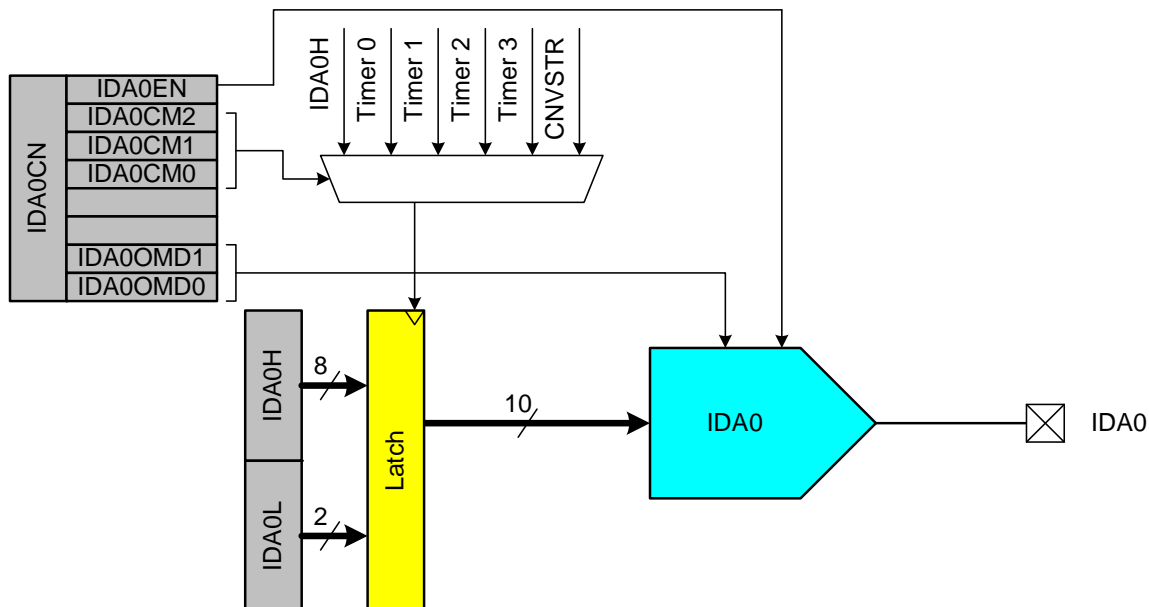 IDA0CN
IDA0EN
IDA0CM2
IDA0CM1
IDA0CM0
IDA0OMD1
IDA0OMD0
IDA0H
Timer 0
Timer 1
Timer 2
Timer 3
CNVSTR
IDA0H
8
IDA0L
2
Latch
10
IDA0
IDA0